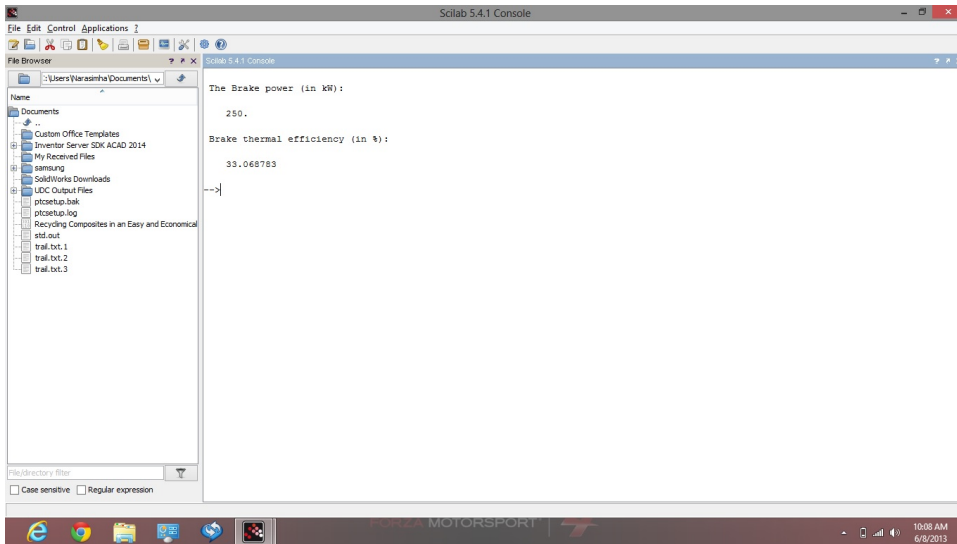 Scilab 5.4.1 Console
File Edit Control Applications ?
File Browser ? X
Scilab 5.4.1 Console ?
:\Users\Narasimha\Documents\
Name
Documents
..
Custom Office Templates
Inventor Server SDK ACAD 2014
My Received Files
samsung
SolidWorks Downloads
UDC Output Files
ptcsetup.bak
ptcsetup.log
Recycling Composites in an Easy and Economical
std.out
trail.txt.1
trail.txt.2
trail.txt.3
The Brake power (in kW):
250.
Brake thermal efficiency (in %):
33.068783
-->
File/directory filter
Case sensitive Regular expression
FORZA MOTORSPORT
10:08 AM
6/8/2013